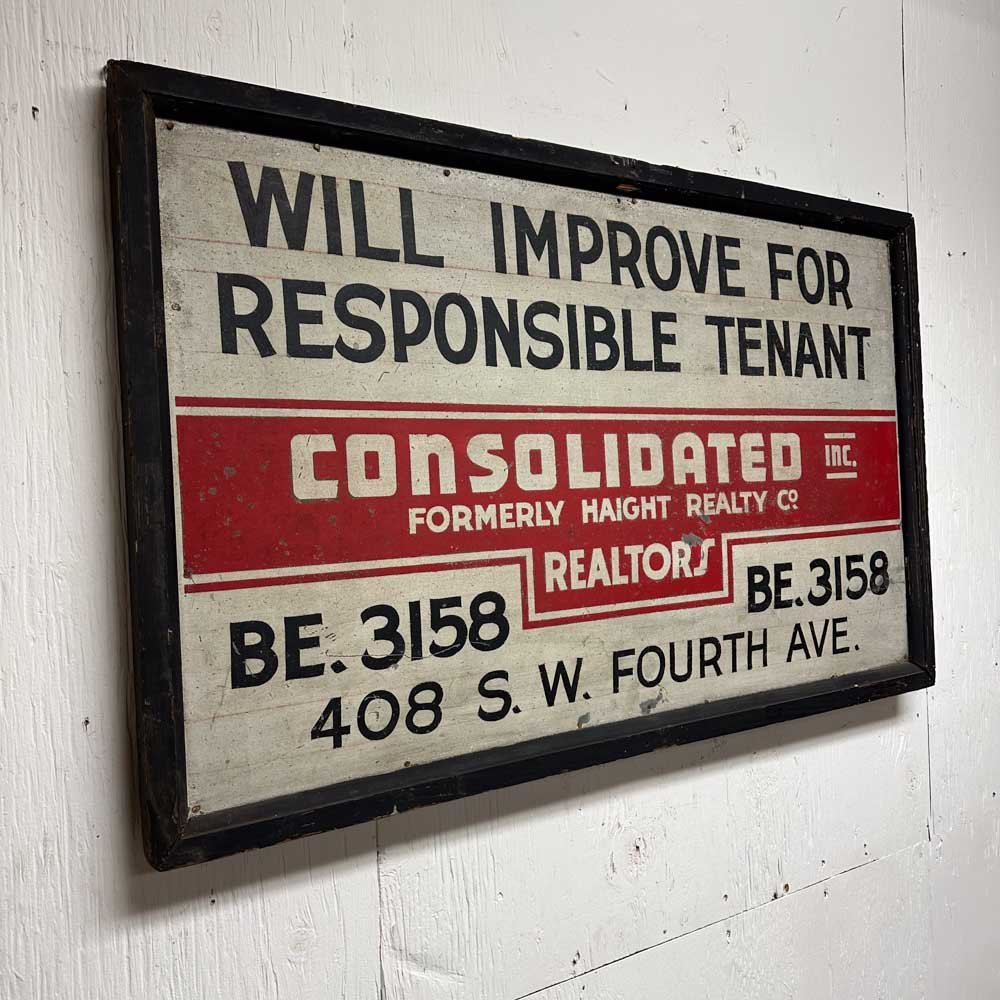 WILL IMPROVE FOR
RESPONSIBLE TENANT
CONSOLIDATED INC.
FORMERLY HAIGHT REALTY CO
REALTORS
BE. 3158 BE. 3158
408 S. W. FOURTH AVE.